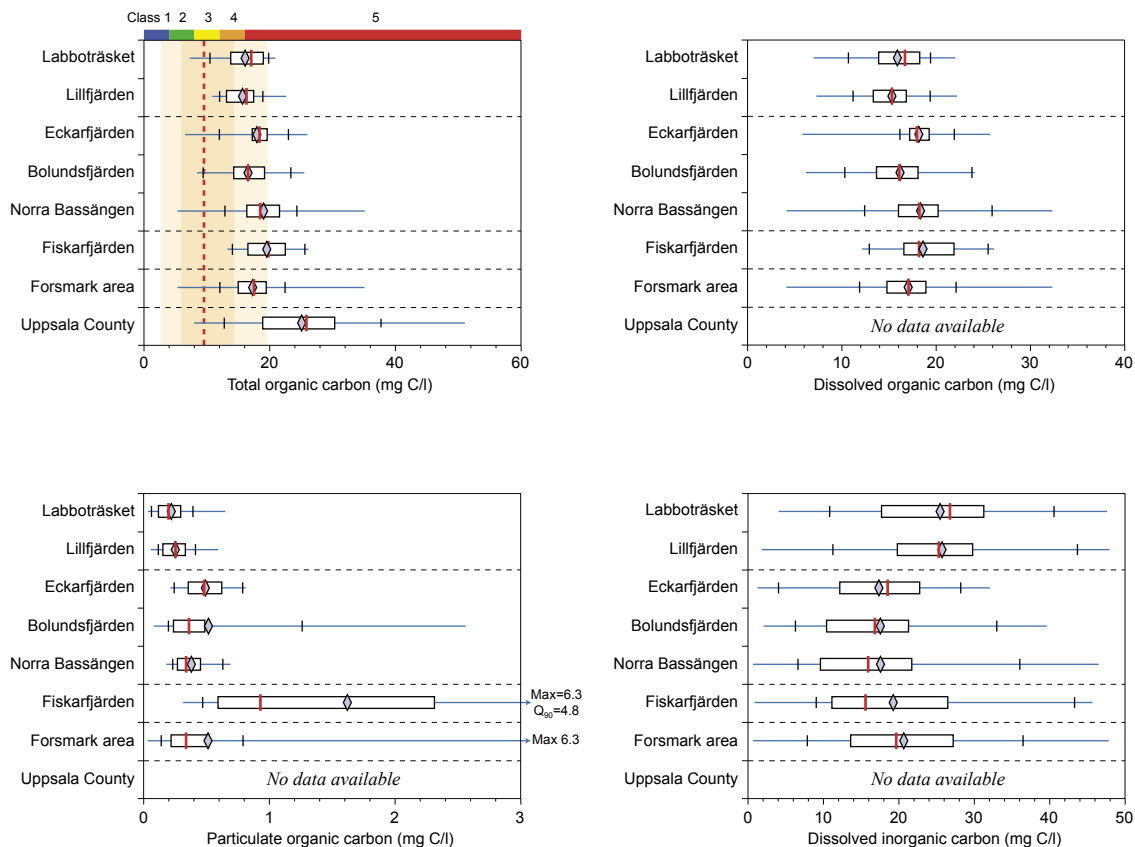 Class 1 2 3 4 5
Labboträsket
Lillfjärden
Eckarfjärden
Bolundsfjärden
Norra Bassängen
Fiskarfjärden
Forsmark area
Uppsala County
0 20 40 60
Total organic carbon (mg C/l)
Labboträsket
Lillfjärden
Eckarfjärden
Bolundsfjärden
Norra Bassängen
Fiskarfjärden
Forsmark area
Uppsala County No data available
0 10 20 30 40
Dissolved organic carbon (mg C/l)
Labboträsket
Lillfjärden
Eckarfjärden
Bolundsfjärden
Norra Bassängen
Fiskarfjärden
Max=6.3
Q90=4.8
Forsmark area Max 6.3
Uppsala County No data available
0 1 2 3
Particulate organic carbon (mg C/l)
Labboträsket
Lillfjärden
Eckarfjärden
Bolundsfjärden
Norra Bassängen
Fiskarfjärden
Forsmark area
Uppsala County No data available
0 10 20 30 40 50
Dissolved inorganic carbon (mg C/l)